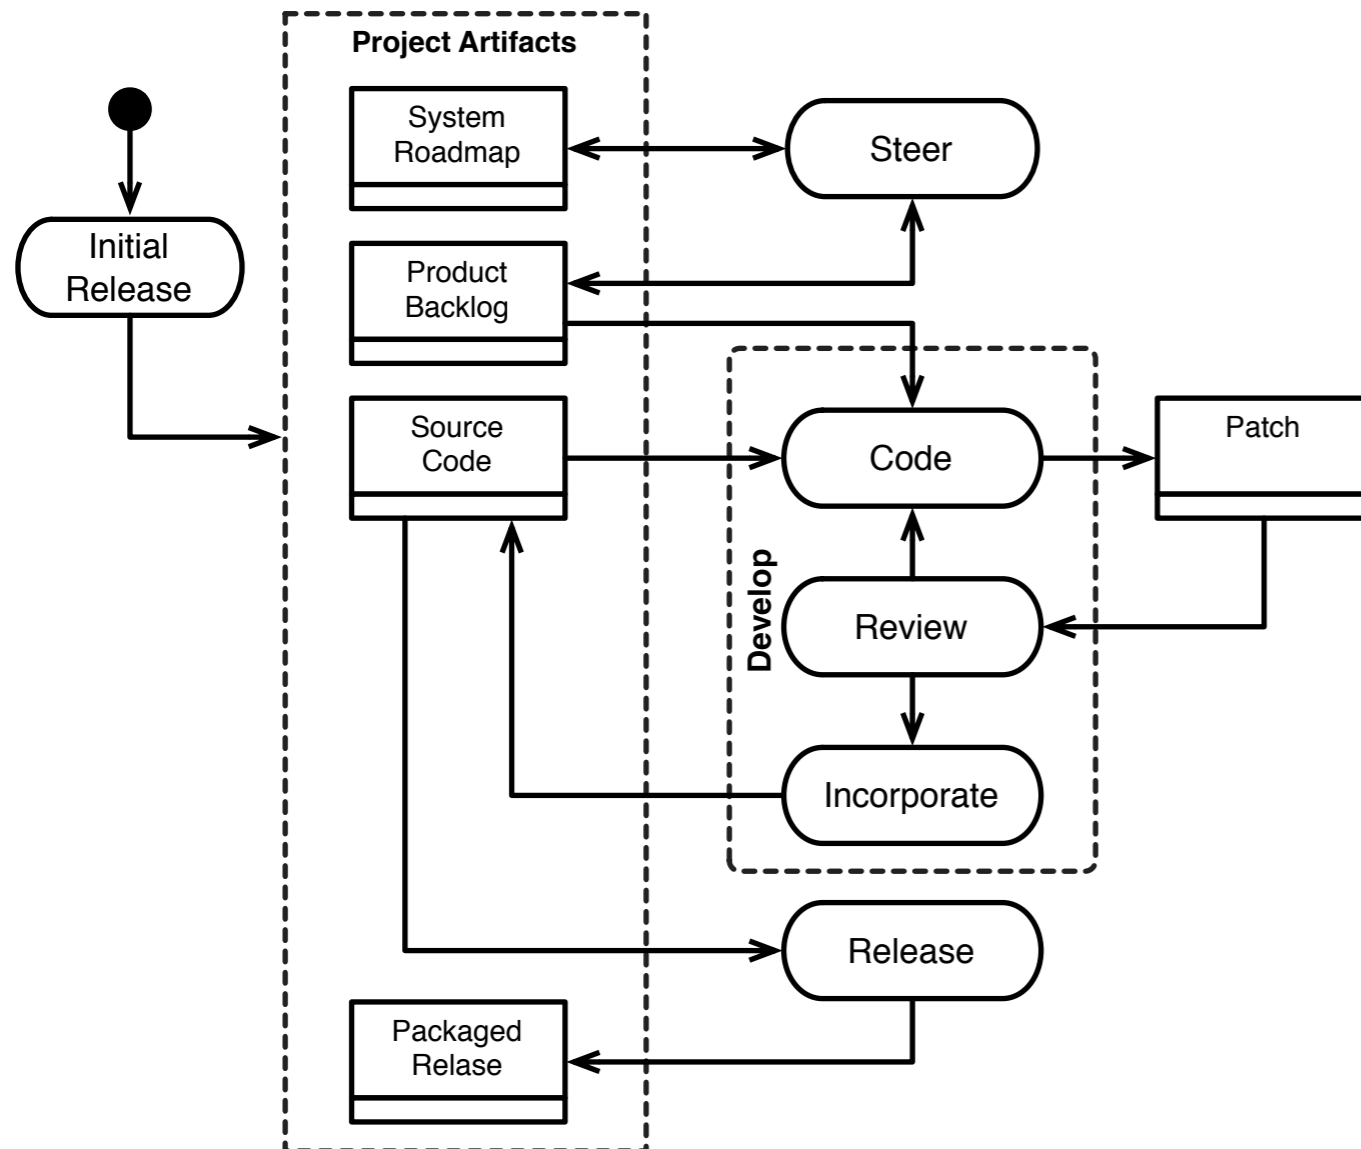 Project Artifacts
System
Roadmap
Steer
Initial
Release
Product
Backlog
Source
Code
Code
Patch
Develop
Review
Incorporate
Release
Packaged
Relase